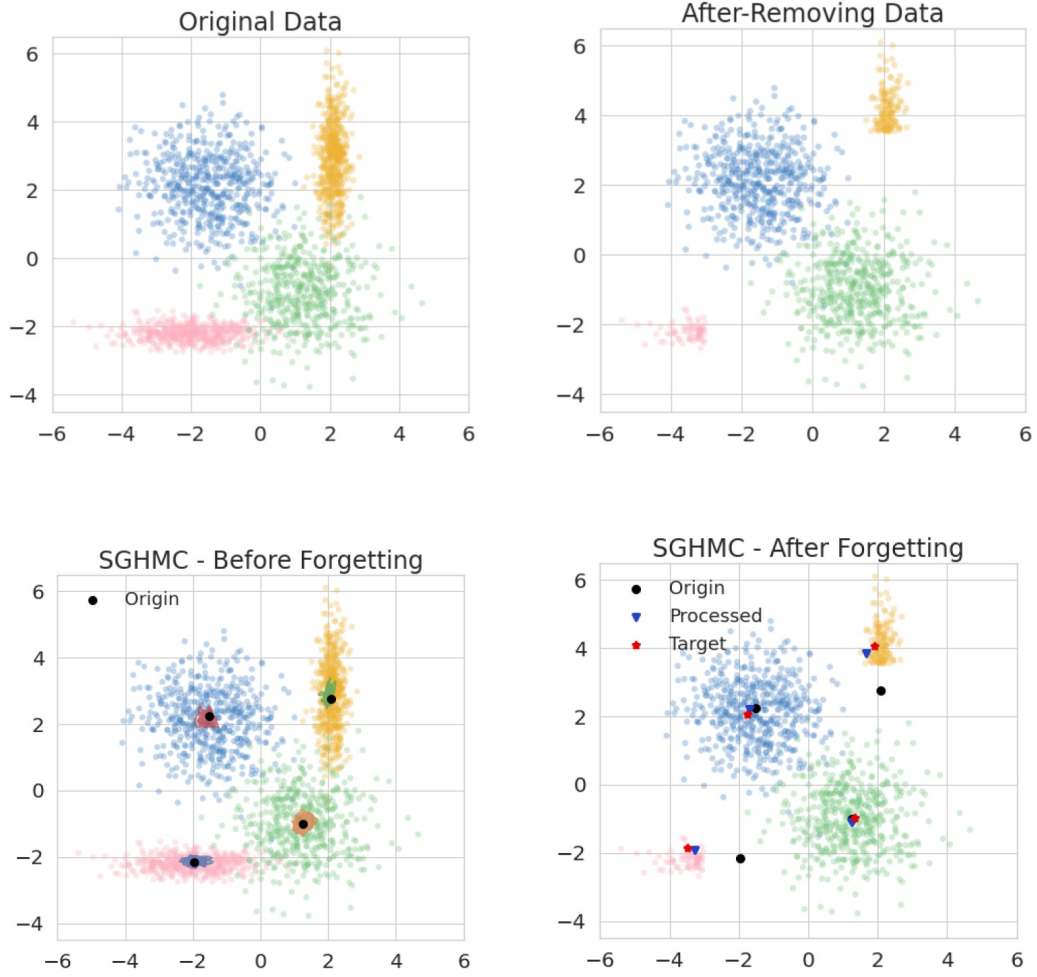 Original Data
6
4
2
0
−2
−4
−6 −4 −2 0 2 4 6
After-Removing Data
6
4
2
0
−2
−4
−6 −4 −2 0 2 4 6
SGHMC - Before Forgetting
Origin
6
4
2
0
−2
−4
−6 −4 −2 0 2 4 6
SGHMC - After Forgetting
Origin
Processed
Target
6
4
2
0
−2
−4
−6 −4 −2 0 2 4 6